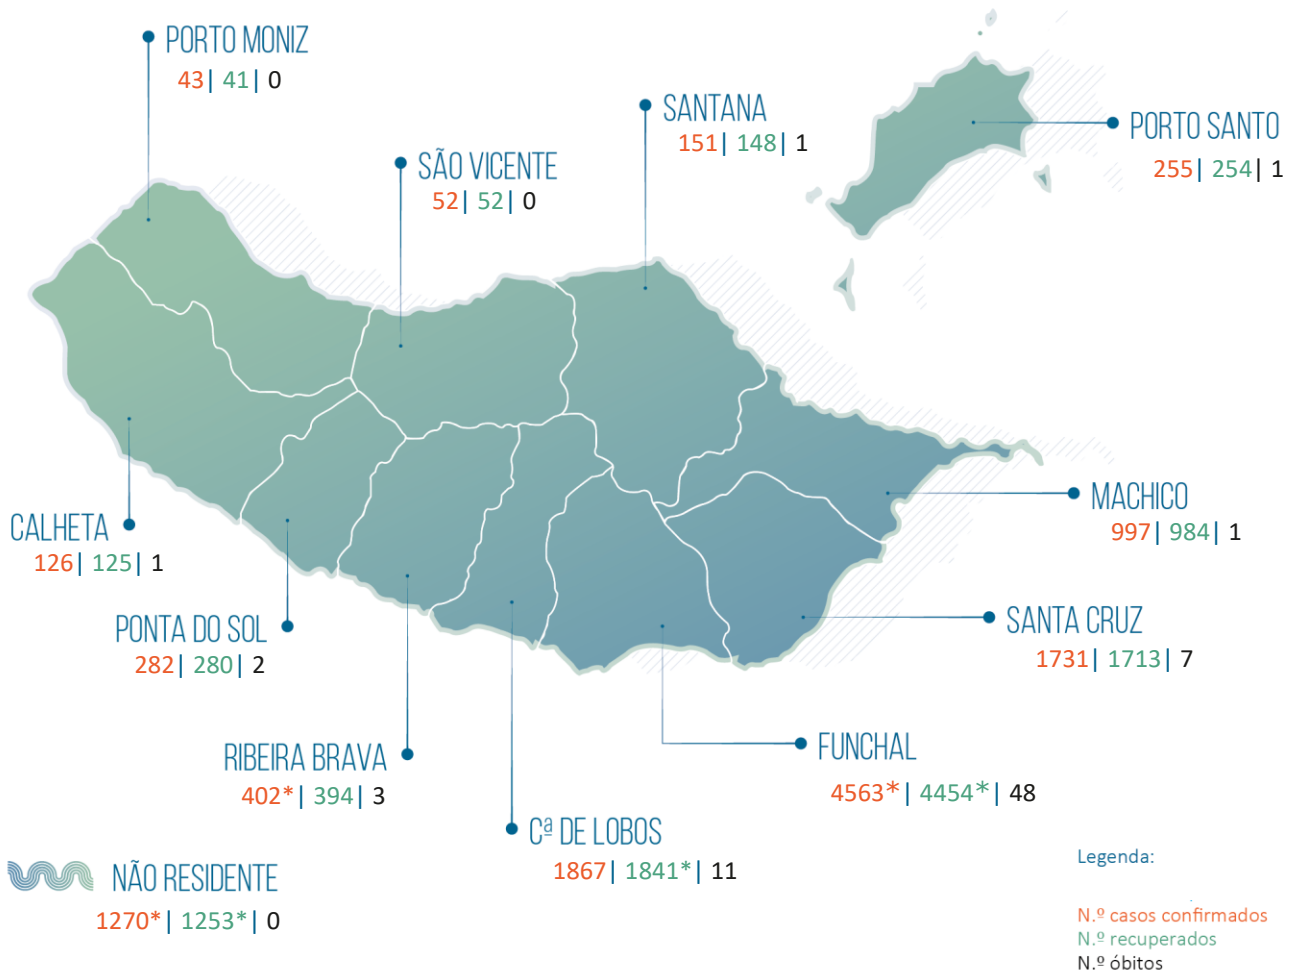 PORTO MONIZ
43| 41| 0
SANTANA
151| 148| 1
PORTO SANTO
255| 254| 1
SÃO VICENTE
52| 52| 0
MACHICO
997| 984| 1
CALHETA
126| 125| 1
SANTA CRUZ
1731| 1713| 7
PONTA DO SOL
282| 280| 2
FUNCHAL
4563*| 4454*| 48
RIBEIRA BRAVA
402*| 394| 3
Cª DE LOBOS
1867| 1841*| 11
NÃO RESIDENTE
1270*| 1253*| 0
Legenda:
N.º casos confirmados
N.º recuperados
N.º óbitos